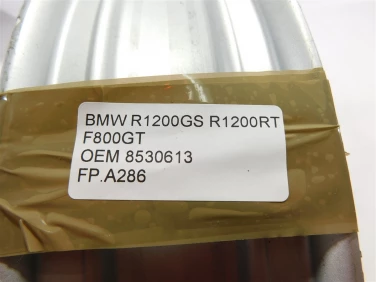 BMW R1200GS R1200RT
F800GT
OEM 8530613
FP.A286